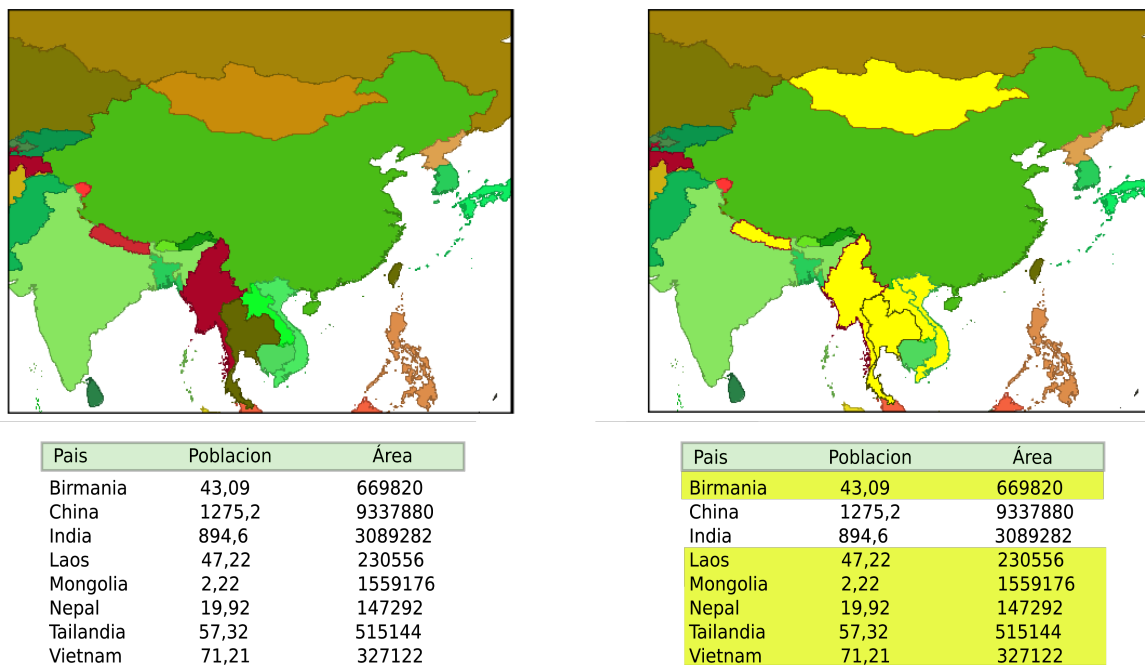 Pais Poblacion Área
Birmania 43,09 669820
China 1275,2 9337880
India 894,6 3089282
Laos 47,22 230556
Mongolia 2,22 1559176
Nepal 19,92 147292
Tailandia 57,32 515144
Vietnam 71,21 327122
Pais Poblacion Área
Birmania 43,09 669820
China 1275,2 9337880
India 894,6 3089282
Laos 47,22 230556
Mongolia 2,22 1559176
Nepal 19,92 147292
Tailandia 57,32 515144
Vietnam 71,21 327122